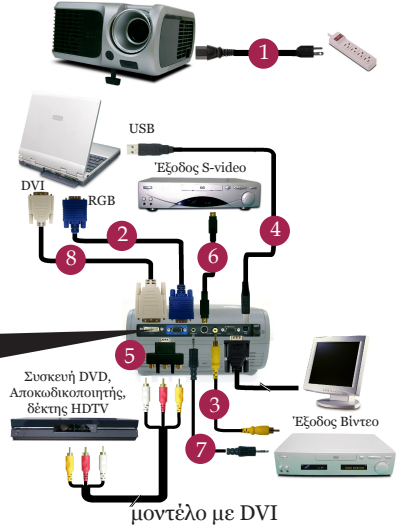 1
USB
Έξοδος S-video
DVI
RGB
2
4
8
6
5
Συσκευή DVD,
Αποκωδικοποιητής,
δέκτης HDTV
3
Έξοδος Βίντεο
7
μοντέλο με DVI